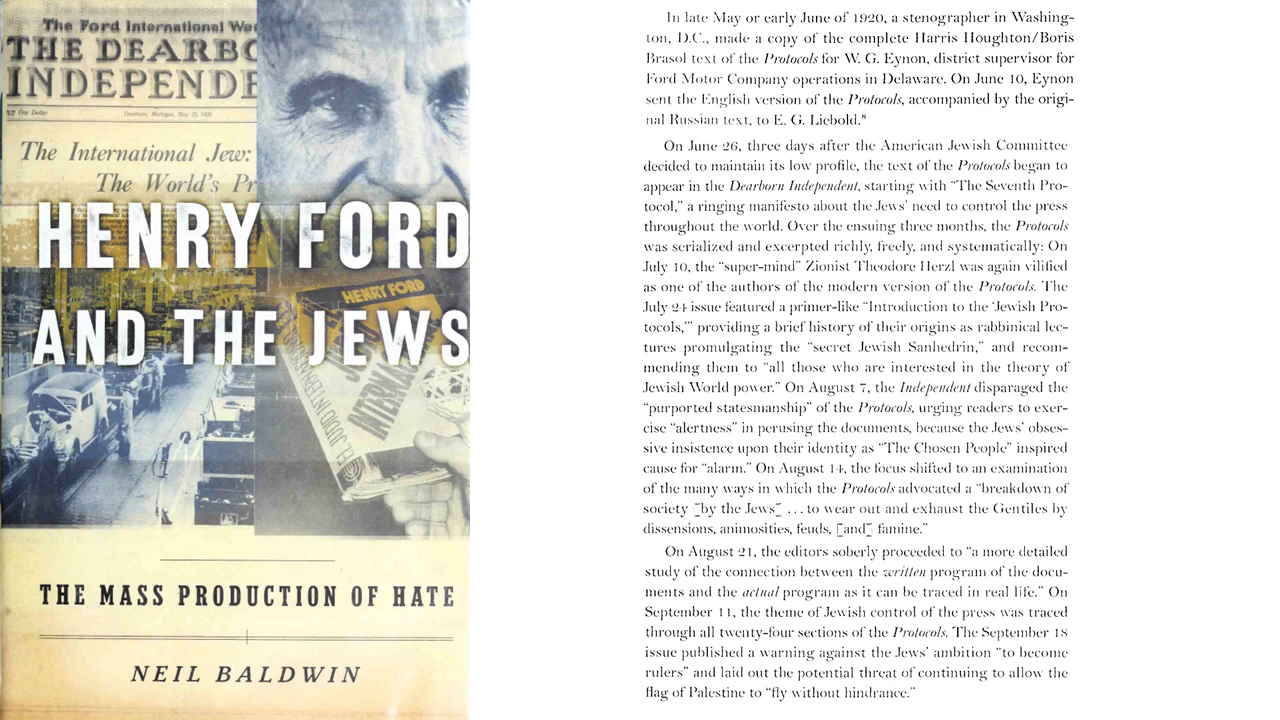 The Ford International We
THE DEARBO
INDEPENDE
One Dollar
Dearborn, Michigan, May 22, 1920
The International Jew:
The World's Pr
HENRY FORD
AND THE JEWS
HENRY FORD
EL JUDIO INTERNA
INTERNA
THE MASS PRODUCTION OF HATE
NEIL BALDWIN
In late May or early June of 1920, a stenographer in Washing-
ton, D.C., made a copy of the complete Harris Houghton/Boris
Brasol text of the Protocols for W. G. Eynon, district supervisor for
Ford Motor Company operations in Delaware. On June 10, Eynon
sent the English version of the Protocols, accompanied by the origi-
nal Russian text, to E. G. Liebold.⁸
On June 26, three days after the American Jewish Committee
decided to maintain its low profile, the text of the Protocols began to
appear in the Dearborn Independent, starting with “The Seventh Pro-
tocol,” a ringing manifesto about the Jews’ need to control the press
throughout the world. Over the ensuing three months, the Protocols
was serialized and excerpted richly, freely, and systematically: On
July 10, the “super-mind” Zionist Theodore Herzl was again vilified
as one of the authors of the modern version of the Protocols. The
July 24 issue featured a primer-like “Introduction to the ‘Jewish Pro-
tocols,’” providing a brief history of their origins as rabbinical lec-
tures promulgating the “secret Jewish Sanhedrin,” and recom-
mending them to “all those who are interested in the theory of
Jewish World power.” On August 7, the Independent disparaged the
“purported statesmanship” of the Protocols, urging readers to exer-
cise “alertness” in perusing the documents, because the Jews’ obses-
sive insistence upon their identity as “The Chosen People” inspired
cause for “alarm.” On August 14, the focus shifted to an examination
of the many ways in which the Protocols advocated a “breakdown of
society [by the Jews] . . . to wear out and exhaust the Gentiles by
dissensions, animosities, feuds, [and] famine.”
On August 21, the editors soberly proceeded to “a more detailed
study of the connection between the written program of the docu-
ments and the actual program as it can be traced in real life.” On
September 11, the theme of Jewish control of the press was traced
through all twenty-four sections of the Protocols. The September 18
issue published a warning against the Jews’ ambition “to become
rulers” and laid out the potential threat of continuing to allow the
flag of Palestine to “fly without hindrance.”